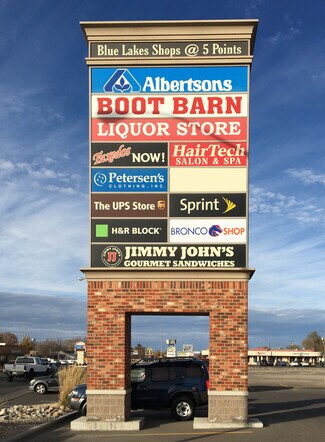 Blue Lakes Shops @ 5 Points
Albertsons
BOOT BARN
LIQUOR STORE
NOW!
HairTech
SALON & SPA
Petersen's
CLOTHING, INC.
The UPS Store
Sprint
H&R BLOCK
BRONCO SHOP
JIMMY JOHN'S
GOURMET SANDWICHES